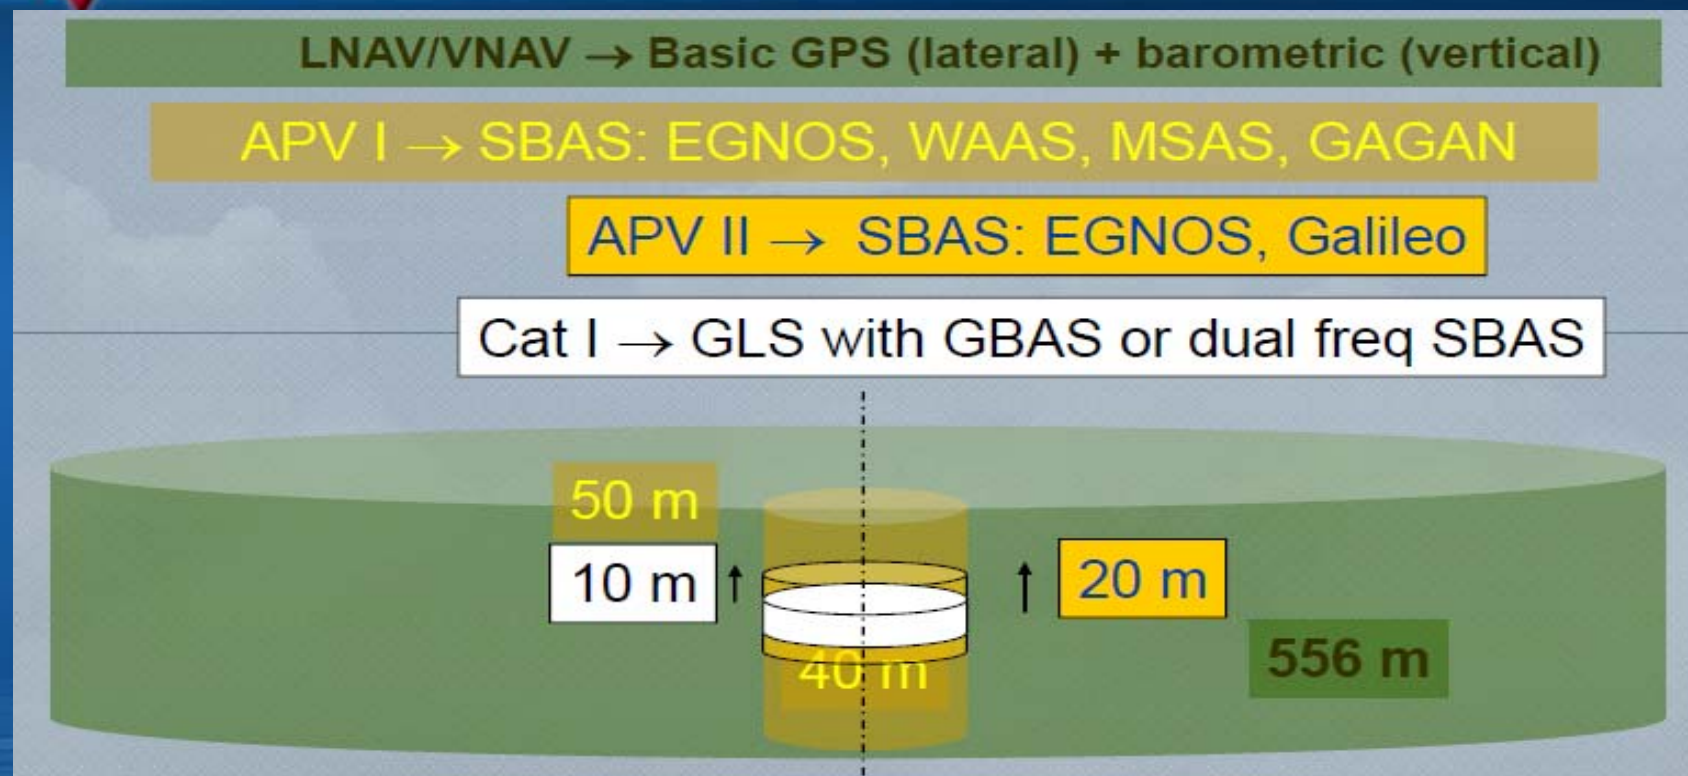 LNAV/VNAV → Basic GPS (lateral) + barometric (vertical)
APV I → SBAS: EGNOS, WAAS, MSAS, GAGAN
APV II → SBAS: EGNOS, Galileo
Cat I → GLS with GBAS or dual freq SBAS
50 m
10 m
20 m
40 m
556 m